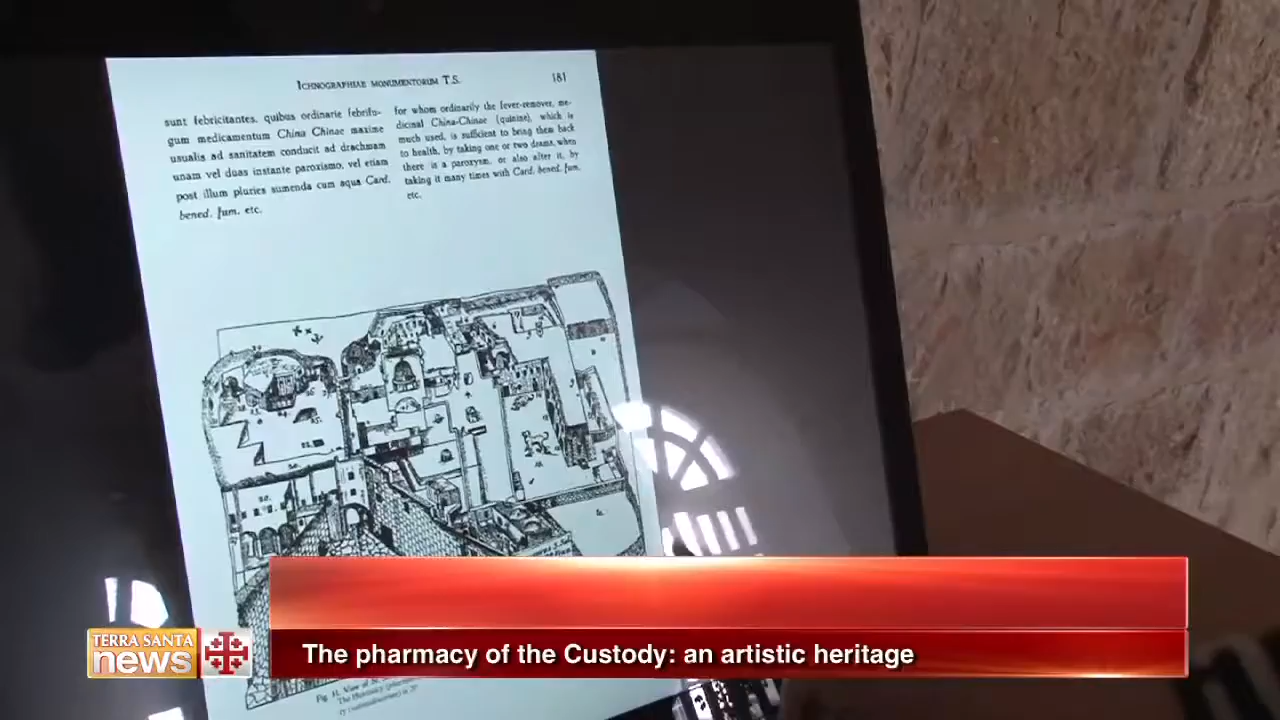 ICHNOGRAPHIAE MONUMENTORUM T.S.
181
sunt febricitantes, quibus ordinarie febrifu-
gum medicamentum China Chinae maxime
usualis ad sanitatem conducit ad drachmam
unam vel duas instante paroxismo, vel etiam
post illum pluries sumenda cum aqua Card.
bened. fum. etc.
for whom ordinarily the fever-remover, me-
dicinal China-Chinae (quinine), which is
much used, is sufficient to bring them back
to health, by taking one or two drams, when
there is a paroxysm, or also after it, by
taking it many times with Card. bened. fum.
etc.
TERRA SANTA
news
The pharmacy of the Custody: an artistic heritage